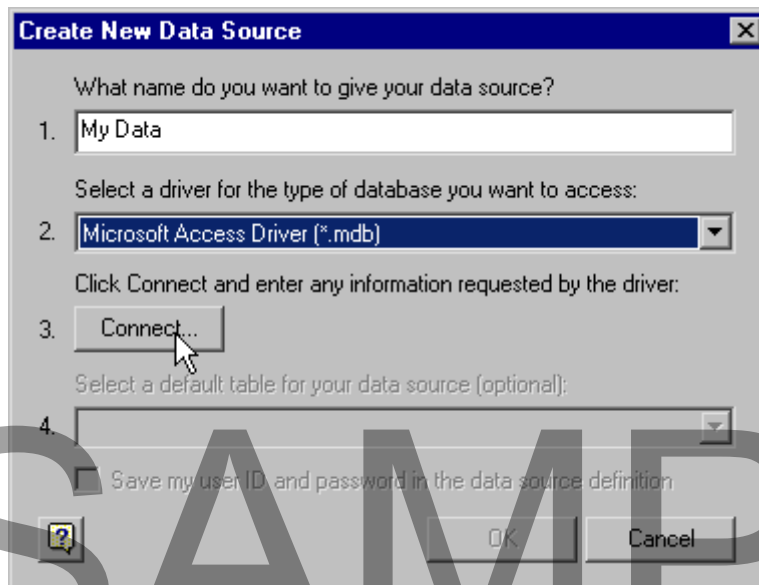 Create New Data Source
What name do you want to give your data source?
1. My Data
Select a driver for the type of database you want to access:
2. Microsoft Access Driver (*.mdb)
Click Connect and enter any information requested by the driver:
3. Connect...
Select a default table for your data source (optional):
4.
Save my user ID and password in the data source definition
OK Cancel
SAMP